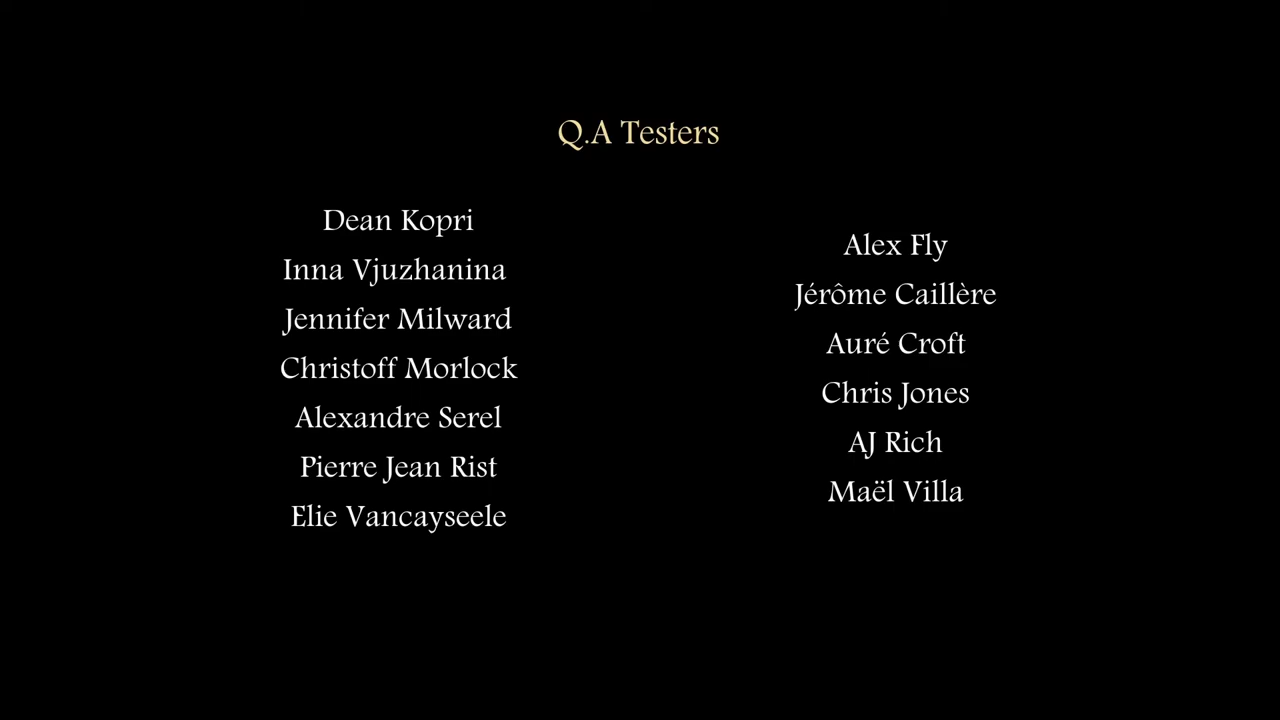 Q.A Testers
Dean Kopri
Inna Vjuzhanina
Jennifer Milward
Christoff Morlock
Alexandre Serel
Pierre Jean Rist
Elie Vancayseele
Alex Fly
Jérôme Caillère
Auré Croft
Chris Jones
AJ Rich
Maël Villa